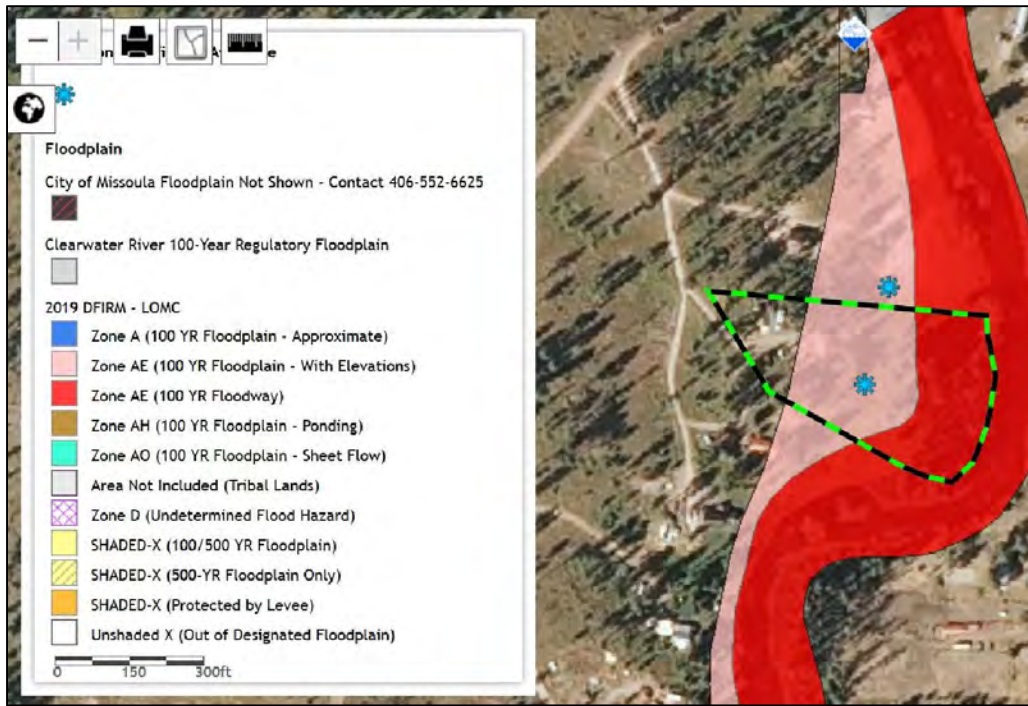 Floodplain
City of Missoula Floodplain Not Shown - Contact 406-552-6625
Clearwater River 100-Year Regulatory Floodplain
2019 DFIRM - LOMC
Zone A (100 YR Floodplain - Approximate)
Zone AE (100 YR Floodplain - With Elevations)
Zone AE (100 YR Floodway)
Zone AH (100 YR Floodplain - Ponding)
Zone AO (100 YR Floodplain - Sheet Flow)
Area Not Included (Tribal Lands)
Zone D (Undetermined Flood Hazard)
SHADED-X (100/500 YR Floodplain)
SHADED-X (500-YR Floodplain Only)
SHADED-X (Protected by Levee)
Unshaded X (Out of Designated Floodplain)
0 150 300ft